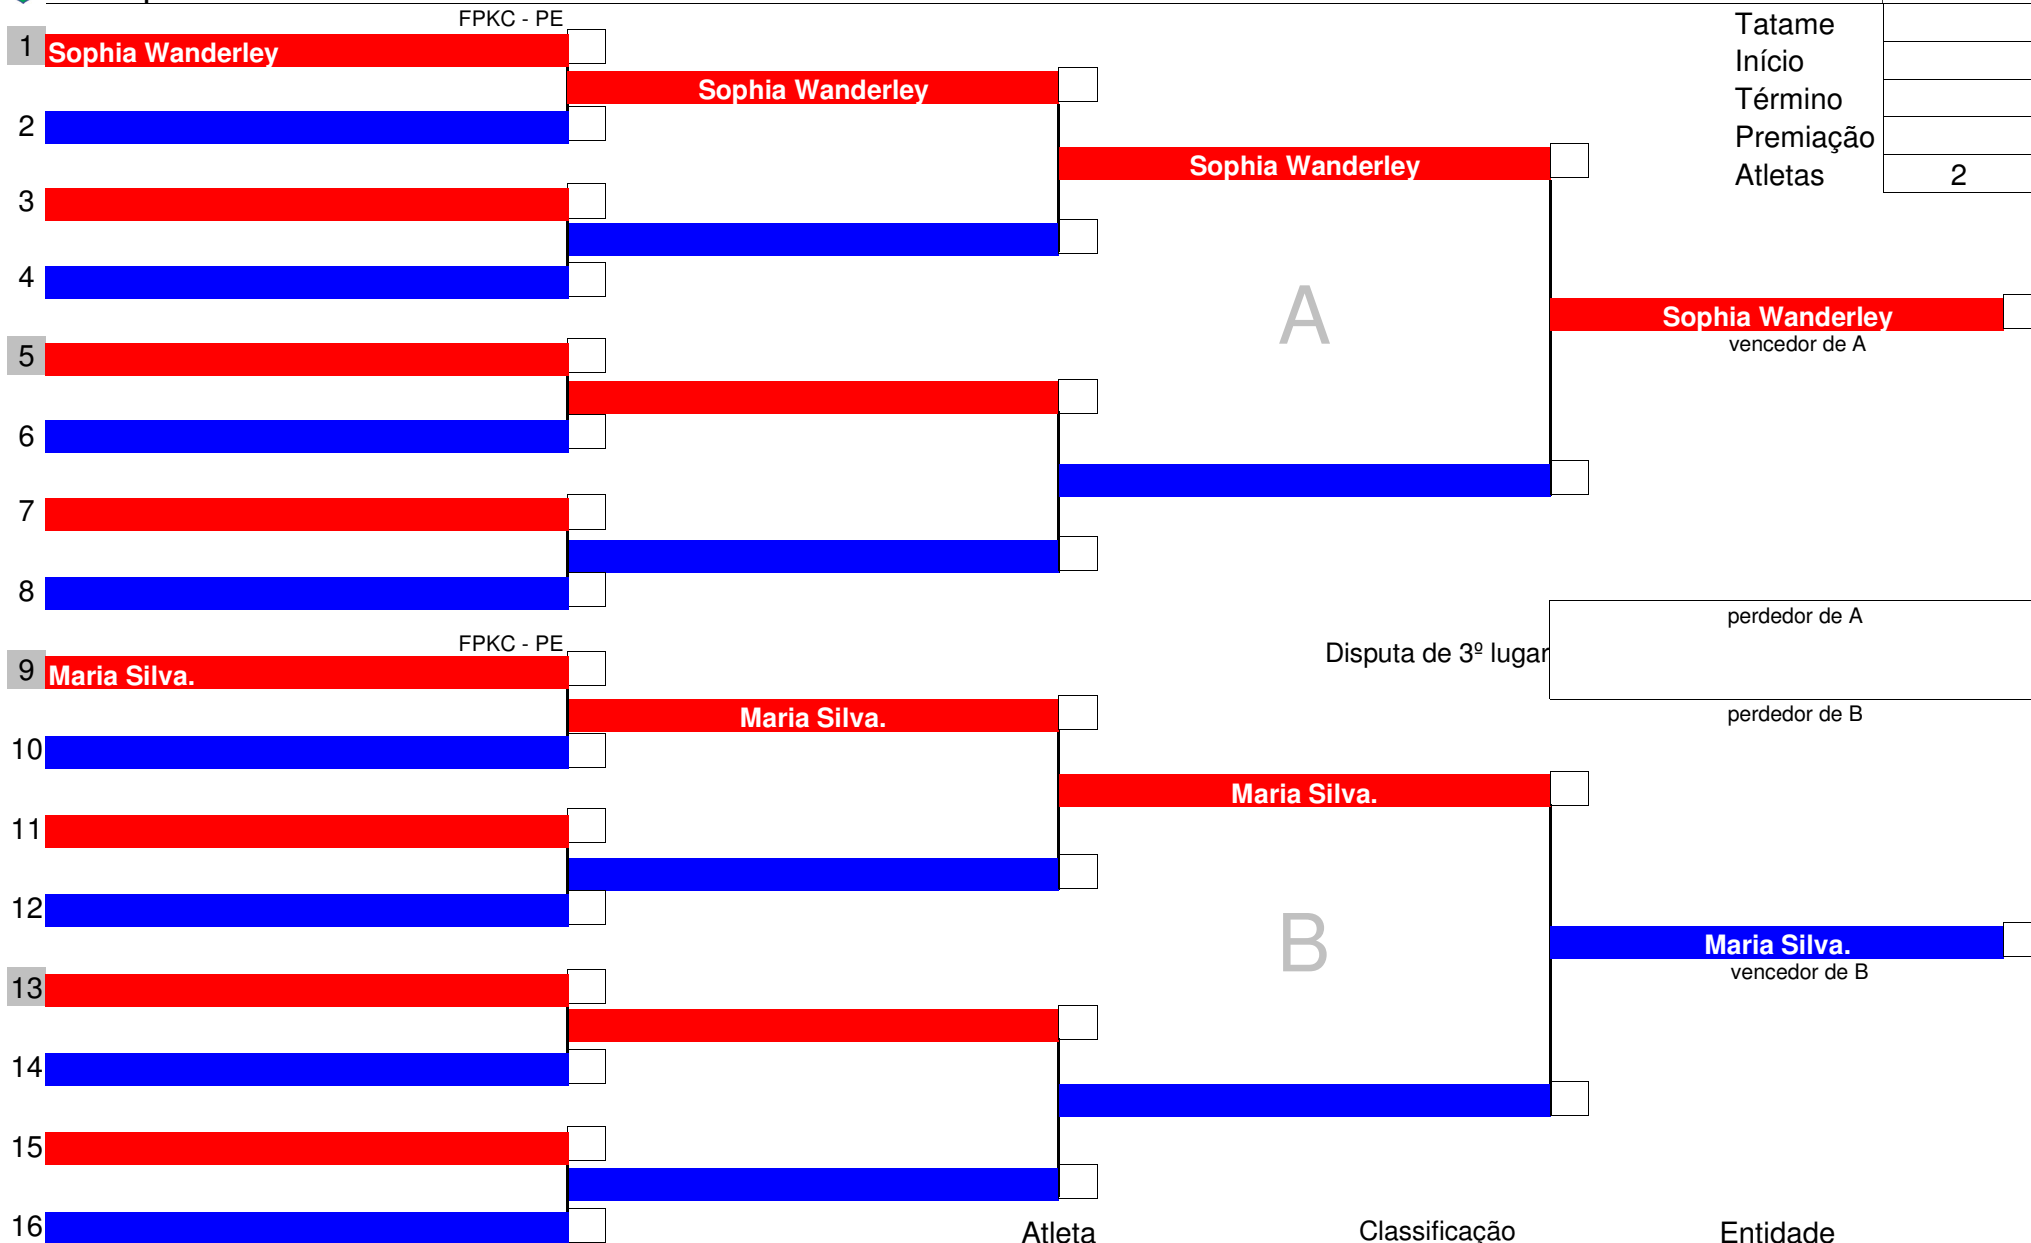 FPKC - PE
Tatame
1 Sophia Wanderley
Início
Sophia Wanderley
Término
2
Premiação
Sophia Wanderley
Atletas 2
3
4
A
Sophia Wanderley
vencedor de A
5
6
7
8
perdedor de A
FPKC - PE
Disputa de 3º lugar
9 Maria Silva.
perdedor de B
Maria Silva.
10
Maria Silva.
11
12
B
Maria Silva.
vencedor de B
13
14
15
16
Atleta Classificação Entidade